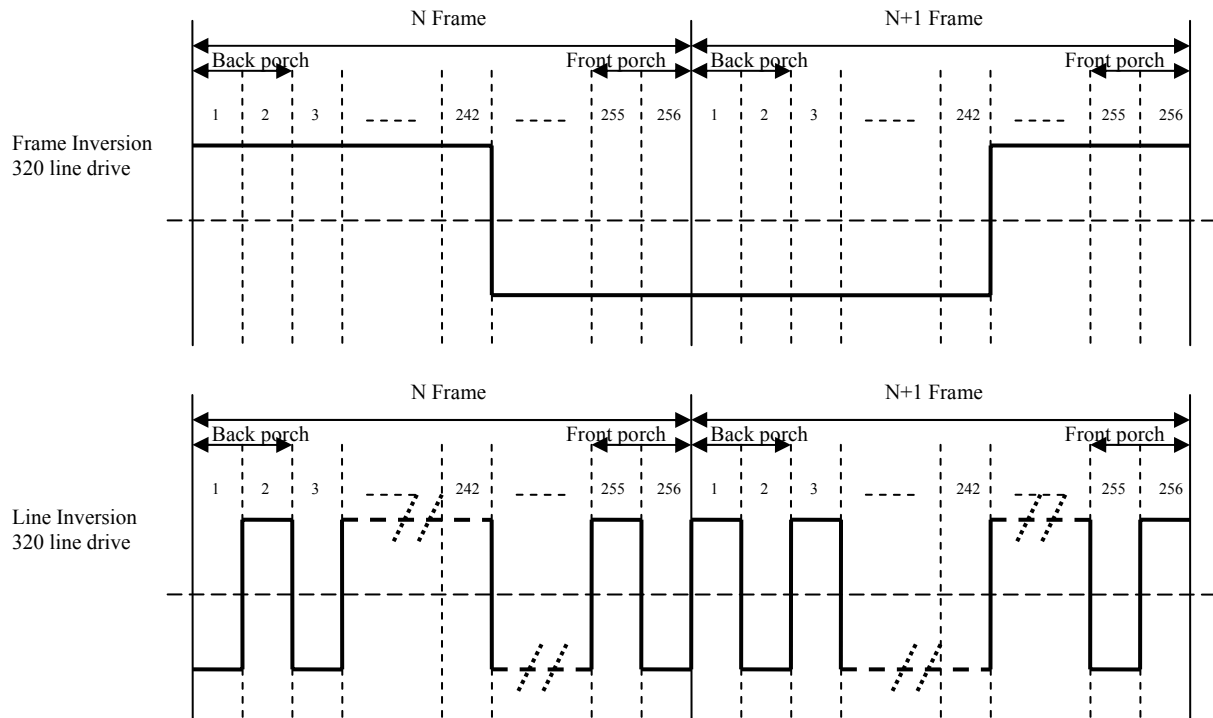 N Frame N+1 Frame
Back porch Front porch Back porch Front porch
1 2 3 ----- 242 ----- 255 256 1 2 3 ----- 242 ----- 255 256
Frame Inversion
320 line drive
N Frame N+1 Frame
Back porch Front porch Back porch Front porch
1 2 3 ----- 242 ----- 255 256 1 2 3 ----- 242 ----- 255 256
Line Inversion
320 line drive